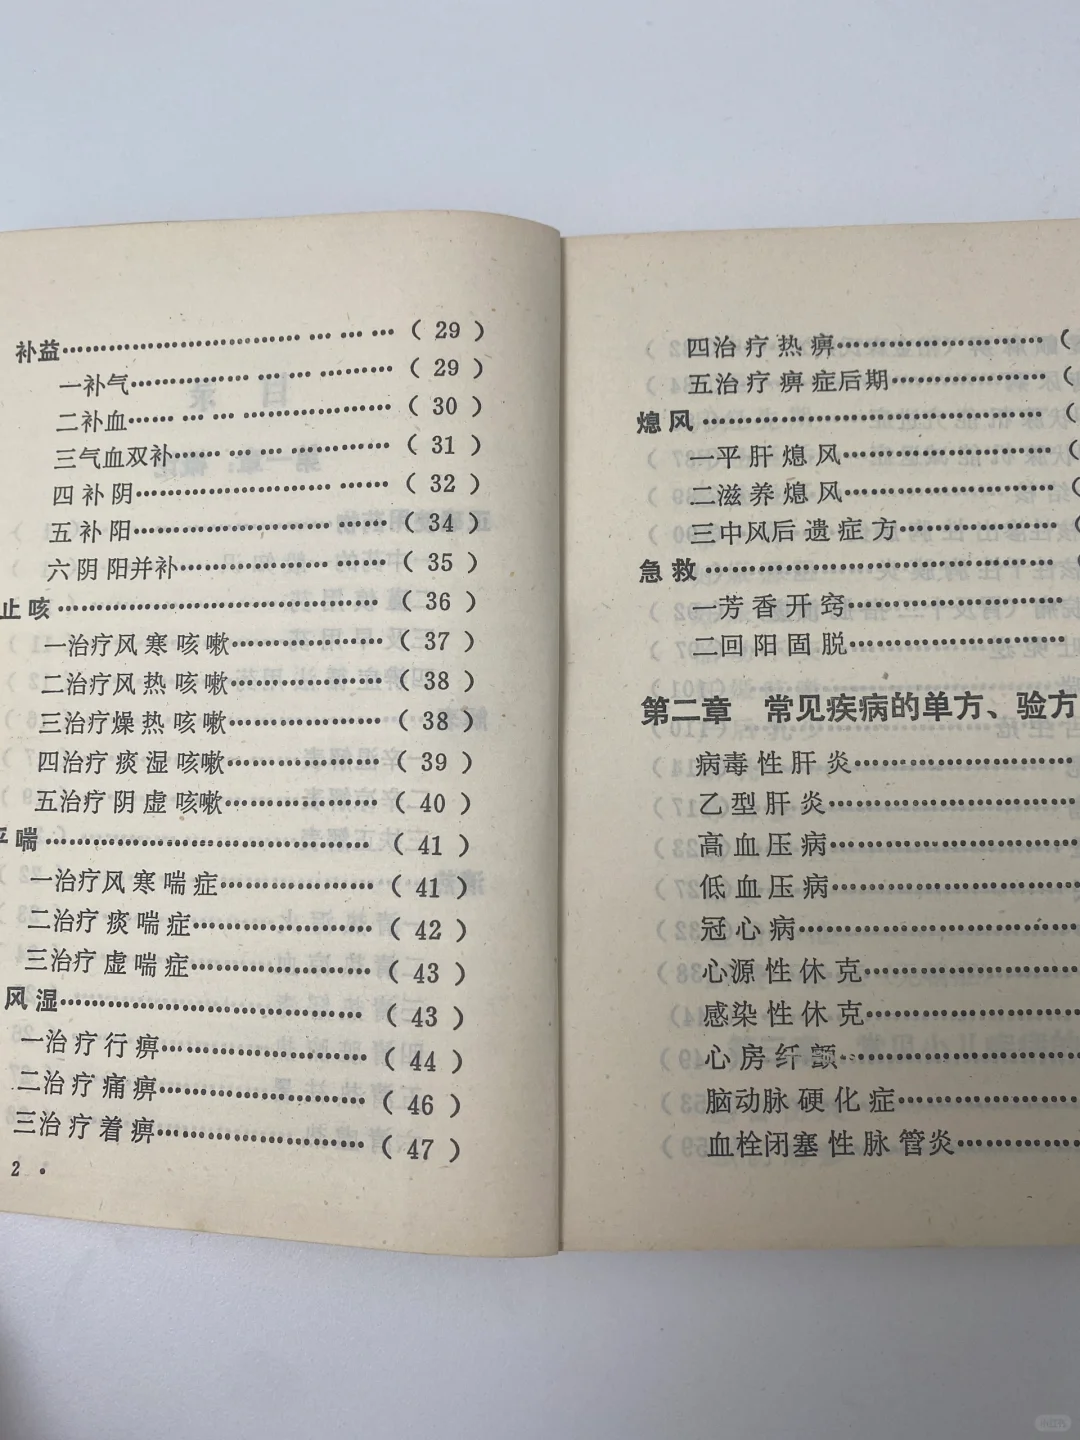 补益…………………………………(29)
一补气………………………………(29)
二补血………………………………(30)
三气血双补…………………………(31)
四补阴………………………………(32)
五补阳………………………………(34)
六阴阳并补…………………………(35)
止咳…………………………………(36)
一治疗风寒咳嗽……………………(37)
二治疗风热咳嗽……………………(38)
三治疗燥热咳嗽……………………(38)
四治疗痰湿咳嗽……………………(39)
五治疗阴虚咳嗽……………………(40)
平喘…………………………………(41)
一治疗风寒喘症……………………(41)
二治疗痰喘症………………………(42)
三治疗虚喘症………………………(43)
风湿…………………………………(43)
一治疗行痹…………………………(44)
二治疗痛痹…………………………(46)
三治疗着痹…………………………(47)
2 •
四治疗热痹……………………(
五治疗痹症后期………………(
熄风……………………………(
一平肝熄风……………………(
二滋养熄风……………………(
三中风后遗症方………………(
急救……………………………(
一芳香开窍……………………
二回阳固脱……………………
第二章 常见疾病的单方、验方
病毒性肝炎……………………
乙型肝炎………………………
高血压病………………………
低血压病………………………
冠心病…………………………
心源性休克……………………
感染性休克……………………
心房纤颤………………………
脑动脉硬化症…………………
血栓闭塞性脉管炎……………
小红书